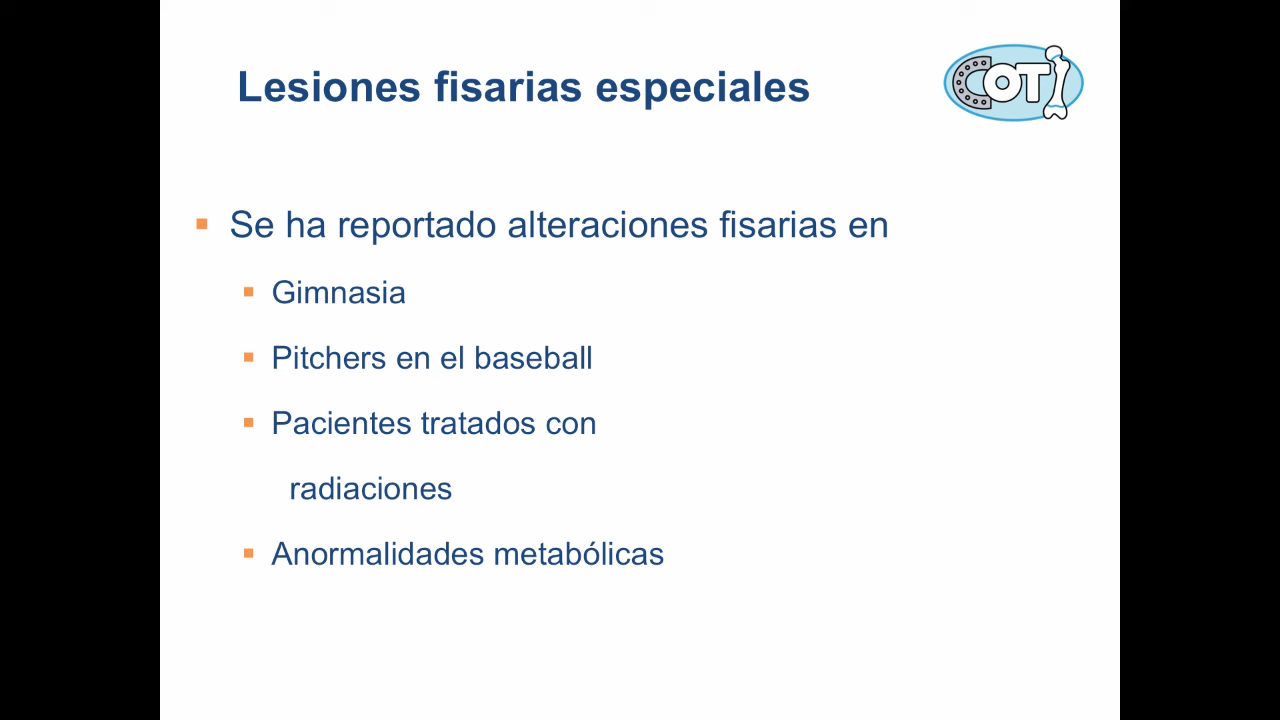 Lesiones fisarias especiales
COTI
Se ha reportado alteraciones fisarias en
Gimnasia
Pitchers en el baseball
Pacientes tratados con
radiaciones
Anormalidades metabólicas